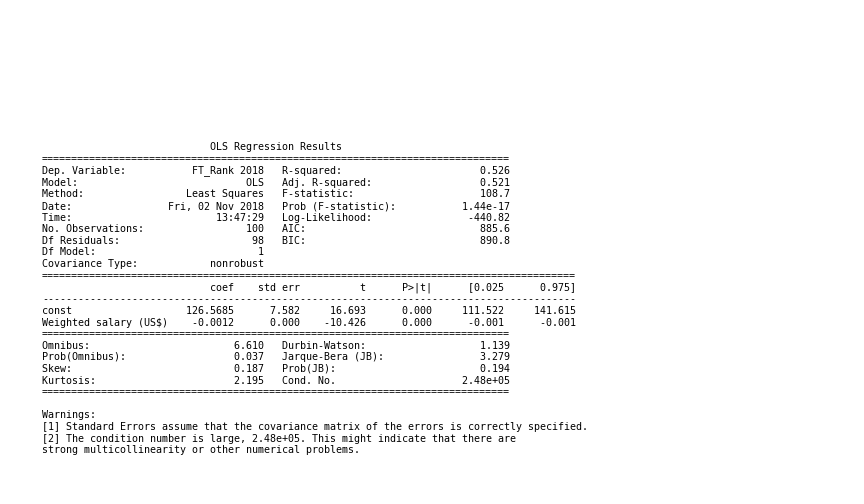 OLS Regression Results
==============================================================================
Dep. Variable:           FT_Rank 2018   R-squared:                       0.526
Model:                            OLS   Adj. R-squared:                  0.521
Method:                 Least Squares   F-statistic:                     108.7
Date:                Fri, 02 Nov 2018   Prob (F-statistic):           1.44e-17
Time:                        13:47:29   Log-Likelihood:                -440.82
No. Observations:                 100   AIC:                             885.6
Df Residuals:                      98   BIC:                             890.8
Df Model:                           1
Covariance Type:            nonrobust
=========================================================================================
                            coef    std err          t      P>|t|      [0.025      0.975]
-----------------------------------------------------------------------------------------
const                   126.5685      7.582     16.693      0.000     111.522     141.615
Weighted salary (US$)    -0.0012      0.000    -10.426      0.000      -0.001      -0.001
==============================================================================
Omnibus:                        6.610   Durbin-Watson:                   1.139
Prob(Omnibus):                  0.037   Jarque-Bera (JB):                3.279
Skew:                           0.187   Prob(JB):                        0.194
Kurtosis:                       2.195   Cond. No.                     2.48e+05
==============================================================================
Warnings:
[1] Standard Errors assume that the covariance matrix of the errors is correctly specified.
[2] The condition number is large, 2.48e+05. This might indicate that there are
strong multicollinearity or other numerical problems.